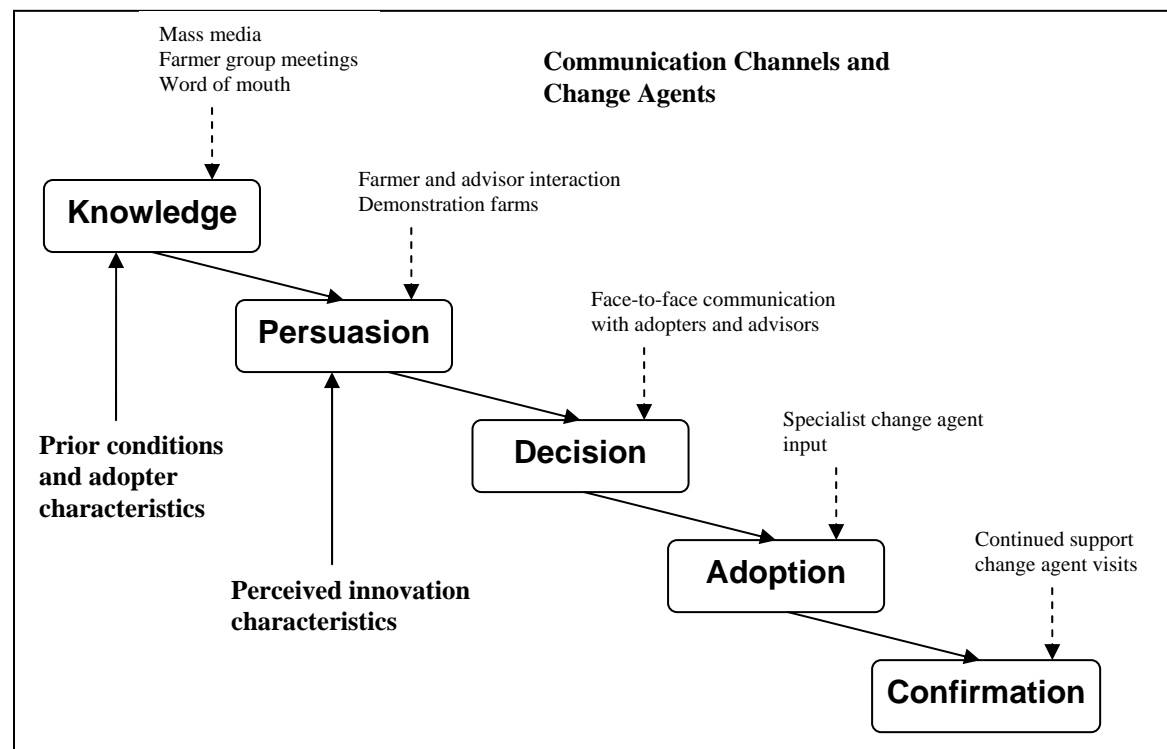 Mass media
Farmer group meetings
Word of mouth
Communication Channels and
Change Agents
Knowledge
Farmer and advisor interaction
Demonstration farms
Persuasion
Face-to-face communication
with adopters and advisors
Prior conditions
and adopter
characteristics
Decision
Specialist change agent
input
Perceived innovation
characteristics
Adoption
Continued support
change agent visits
Confirmation